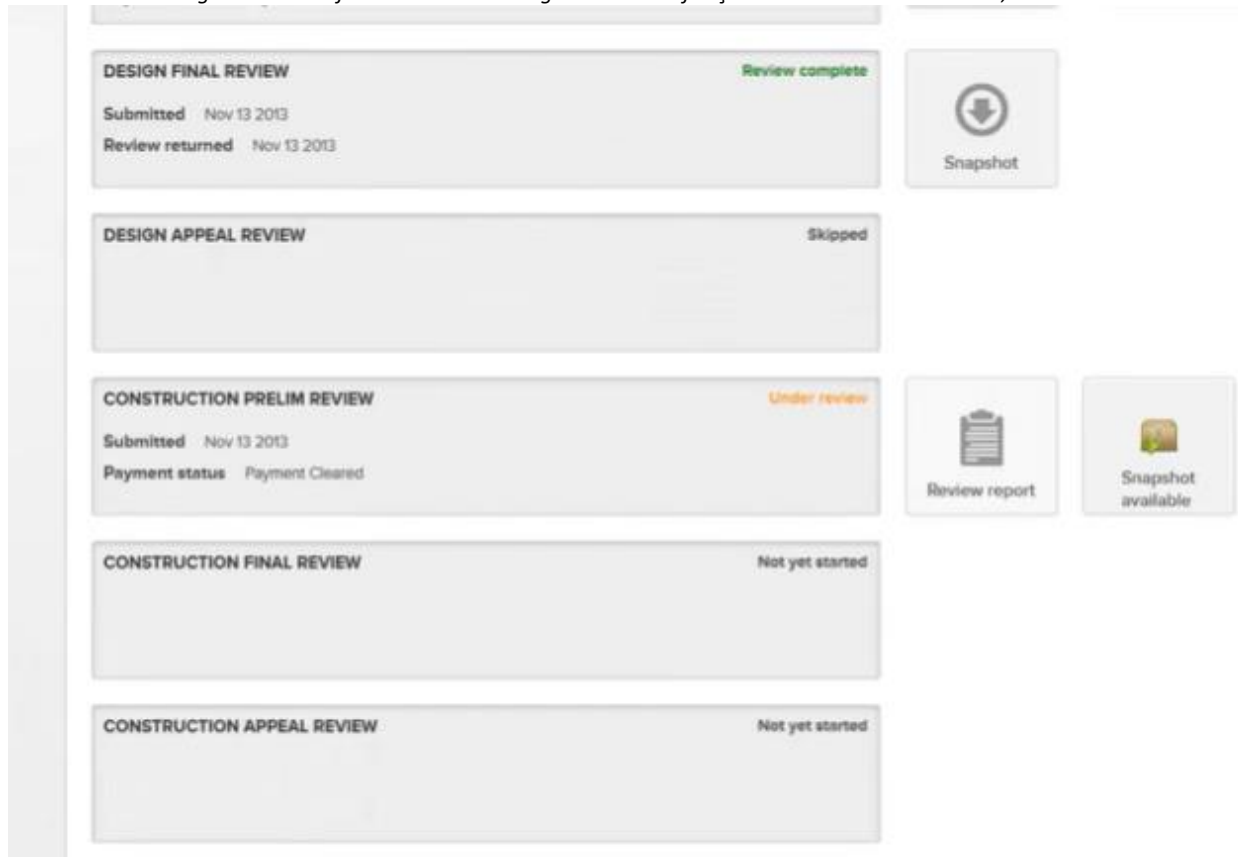 DESIGN FINAL REVIEW
Review complete
Submitted Nov 13 2013
Review returned Nov 13 2013
Snapshot
DESIGN APPEAL REVIEW
Skipped
CONSTRUCTION PRELIM REVIEW
Under review
Submitted Nov 13 2013
Payment status Payment Cleared
Review report
Snapshot
available
CONSTRUCTION FINAL REVIEW
Not yet started
CONSTRUCTION APPEAL REVIEW
Not yet started